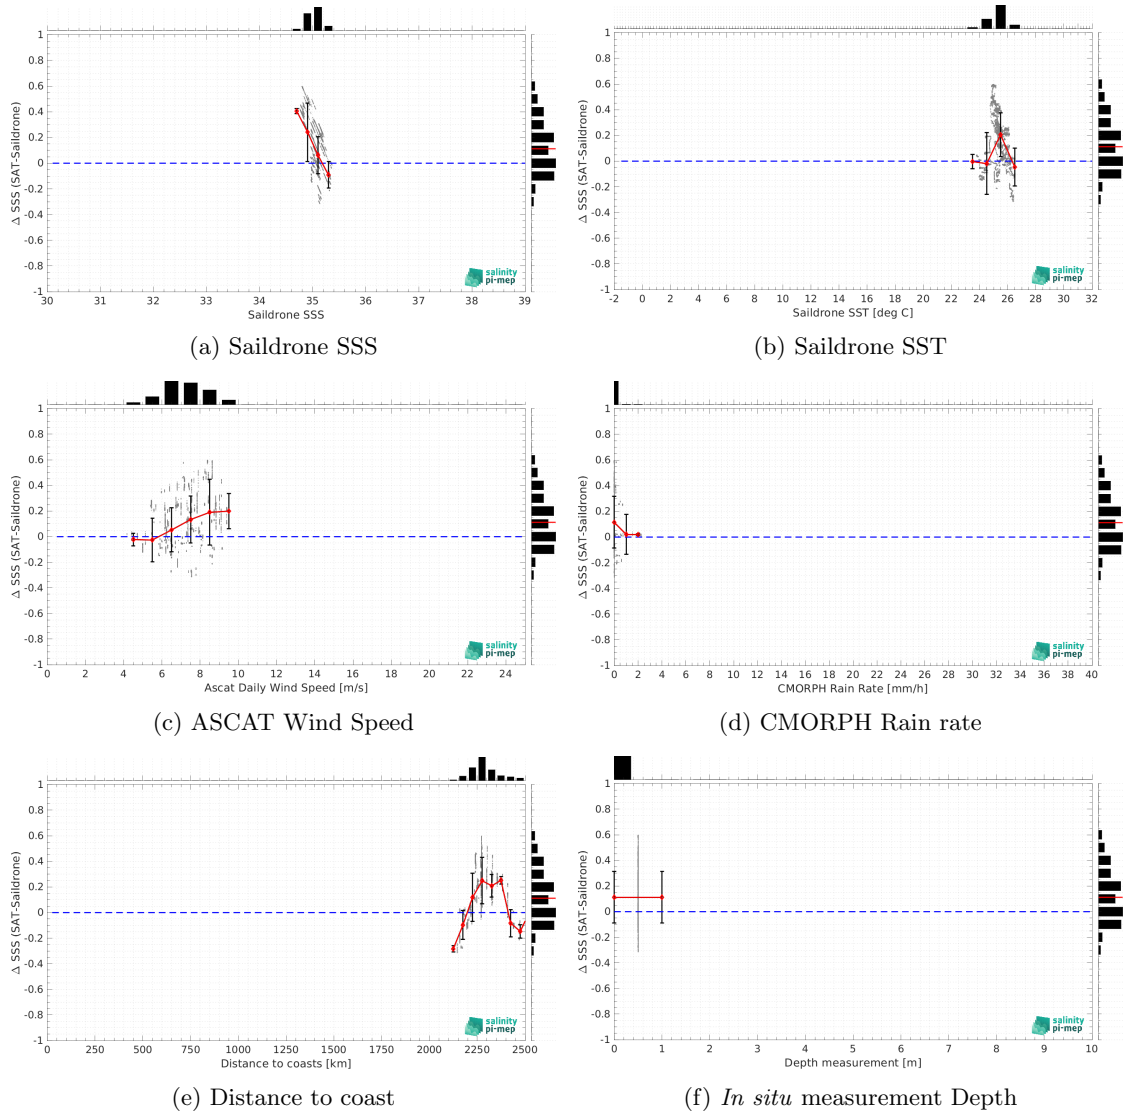 1
0.8
0.6
0.4
0.2
0
-0.2
-0.4
-0.6
-0.8
-1
Δ SSS (SAT-Saildrone)
30 31 32 33 34 35 36 37 38 39
Saildrone SSS
salinity
pi-mep
(a) Saildrone SSS
1
0.8
0.6
0.4
0.2
0
-0.2
-0.4
-0.6
-0.8
-1
Δ SSS (SAT-Saildrone)
-2 0 2 4 6 8 10 12 14 16 18 20 22 24 26 28 30 32
Saildrone SST [deg C]
salinity
pi-mep
(b) Saildrone SST
1
0.8
0.6
0.4
0.2
0
-0.2
-0.4
-0.6
-0.8
-1
Δ SSS (SAT-Saildrone)
0 2 4 6 8 10 12 14 16 18 20 22 24
Ascat Daily Wind Speed [m/s]
salinity
pi-mep
(c) ASCAT Wind Speed
1
0.8
0.6
0.4
0.2
0
-0.2
-0.4
-0.6
-0.8
-1
Δ SSS (SAT-Saildrone)
0 2 4 6 8 10 12 14 16 18 20 22 24 26 28 30 32 34 36 38 40
CMORPH Rain Rate [mm/h]
salinity
pi-mep
(d) CMORPH Rain rate
1
0.8
0.6
0.4
0.2
0
-0.2
-0.4
-0.6
-0.8
-1
Δ SSS (SAT-Saildrone)
0 250 500 750 1000 1250 1500 1750 2000 2250 2500
Distance to coasts [km]
salinity
pi-mep
(e) Distance to coast
1
0.8
0.6
0.4
0.2
0
-0.2
-0.4
-0.6
-0.8
-1
Δ SSS (SAT-Saildrone)
0 1 2 3 4 5 6 7 8 9 10
Depth measurement [m]
salinity
pi-mep
(f) In situ measurement Depth